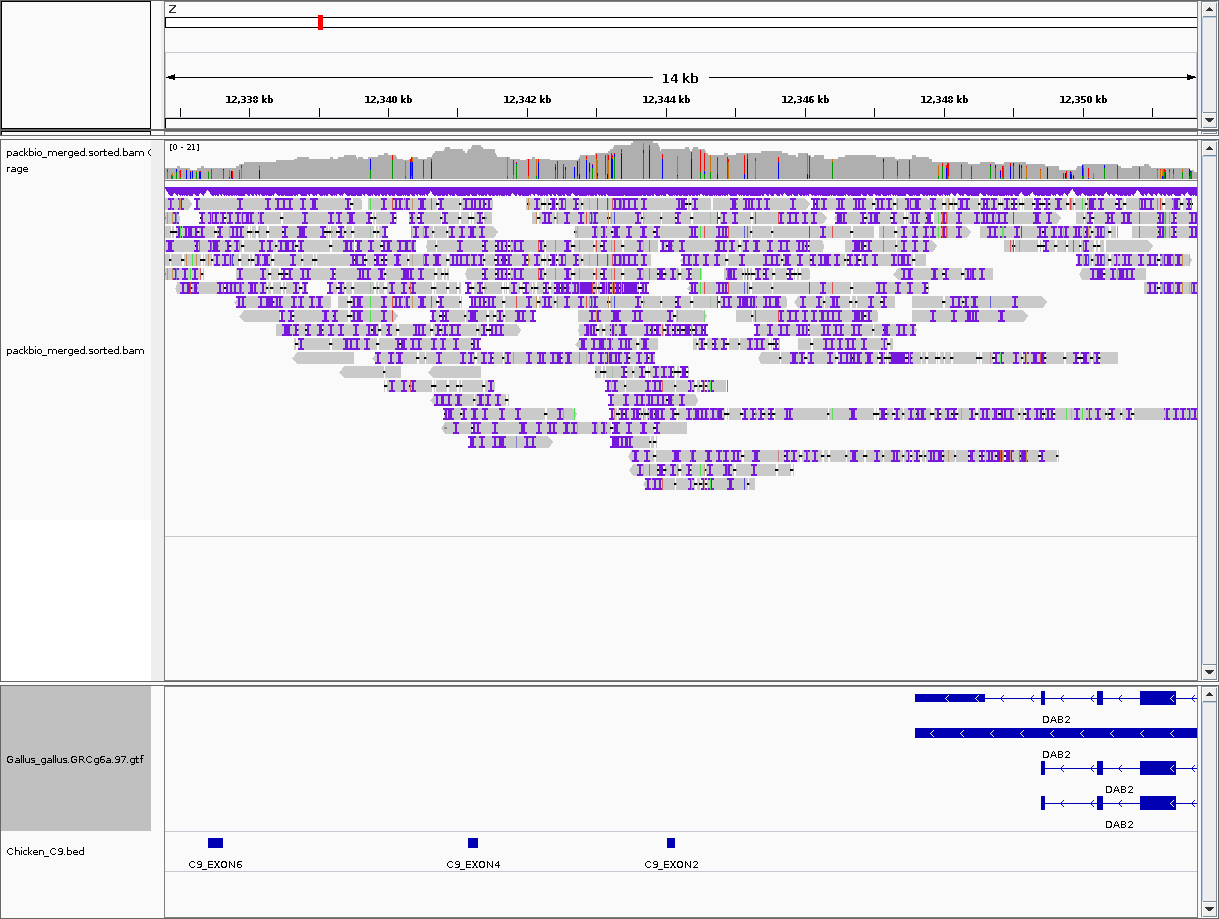 Z
14 kb
12,338 kb 12,340 kb 12,342 kb 12,344 kb 12,346 kb 12,348 kb 12,350 kb
packbio_merged.sorted.bam C
rage
[0 - 21]
packbio_merged.sorted.bam
DAB2
DAB2
Gallus_gallus.GRCg6a.97.gtf
DAB2
DAB2
Chicken_C9.bed
C9_EXON6 C9_EXON4 C9_EXON2